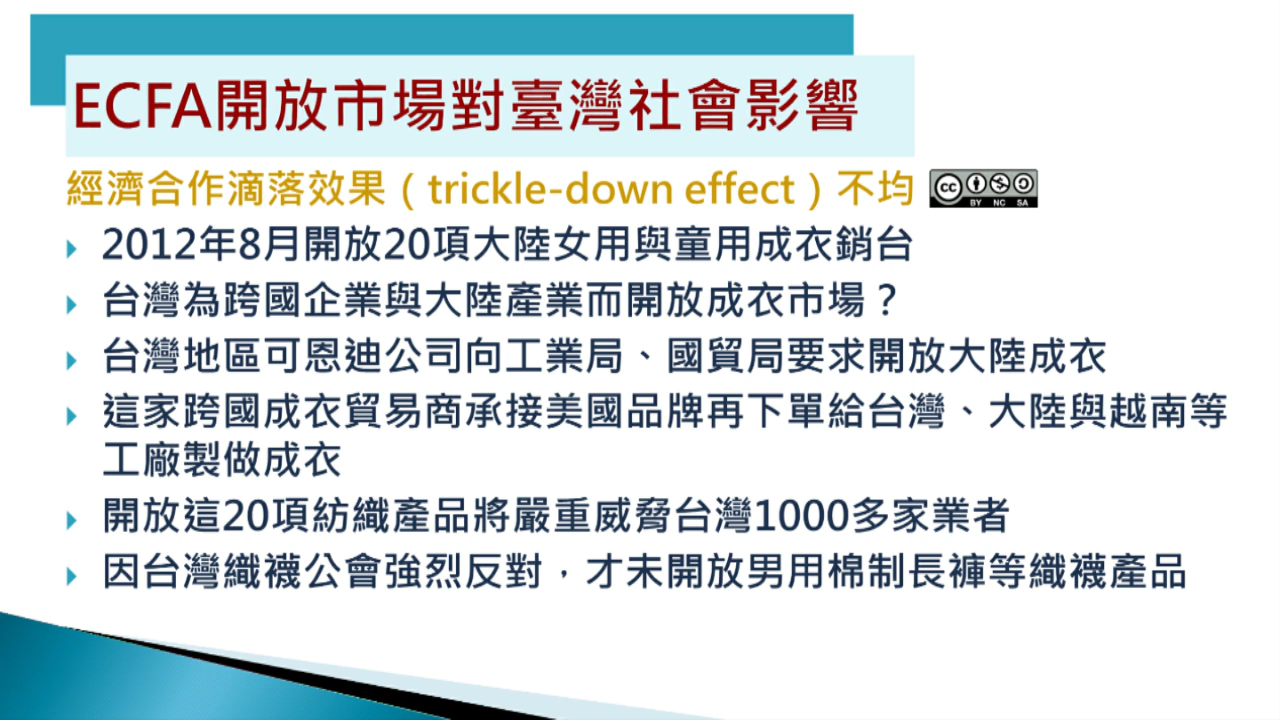 ECFA開放市場對臺灣社會影響
經濟合作滴落效果（trickle-down effect）不均
cc BY NC SA
2012年8月開放20項大陸女用與童用成衣銷台
台灣為跨國企業與大陸產業而開放成衣市場？
台灣地區可恩迪公司向工業局、國貿局要求開放大陸成衣
這家跨國成衣貿易商承接美國品牌再下單給台灣、大陸與越南等
工廠製做成衣
開放這20項紡織產品將嚴重威脅台灣1000多家業者
因台灣織襪公會強烈反對，才未開放男用棉制長褲等織襪產品